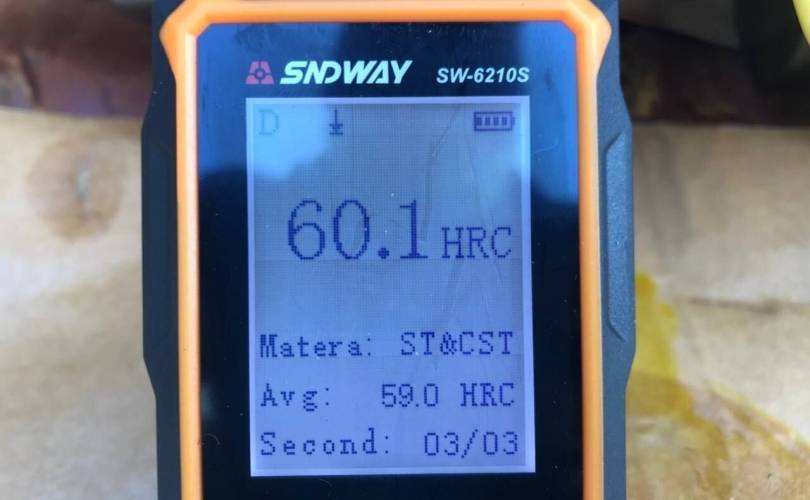 SNDWAY SW-6210S
D
60.1 HRC
Matera: ST&CST
Avg: 59.0 HRC
Second: 03/03